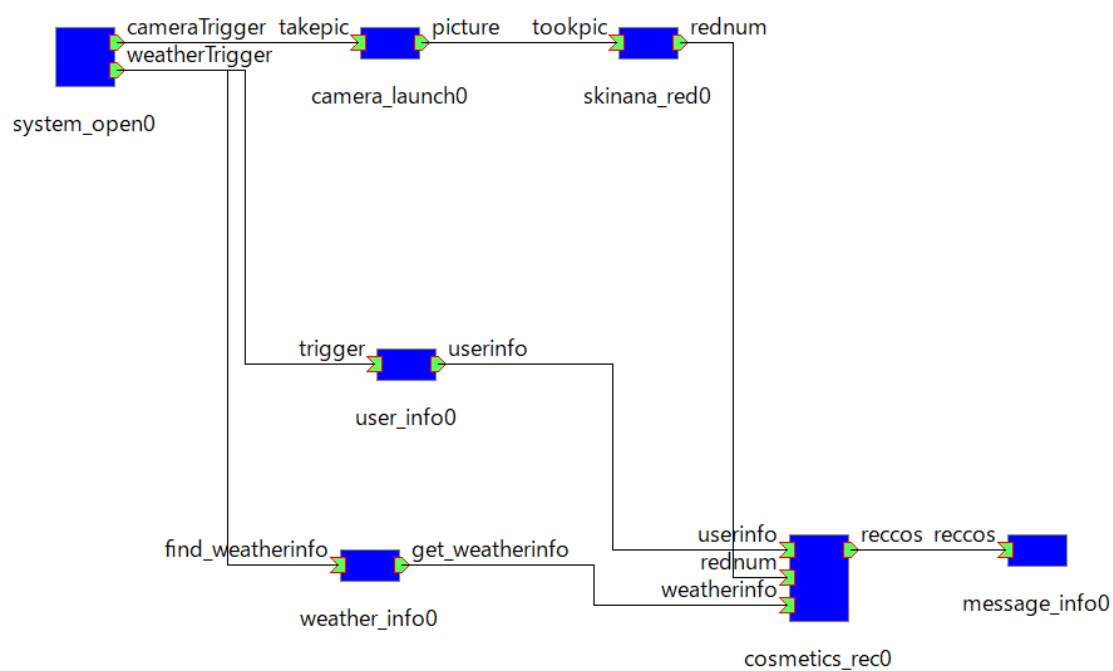 cameraTrigger takepic picture tookpic rednum
weatherTrigger
camera_launch0 skinana_red0
system_open0
trigger userinfo
user_info0
userinfo reccos reccos
find_weatherinfo get_weatherinfo
rednum
weatherinfo
message_info0
weather_info0
cosmetics_rec0